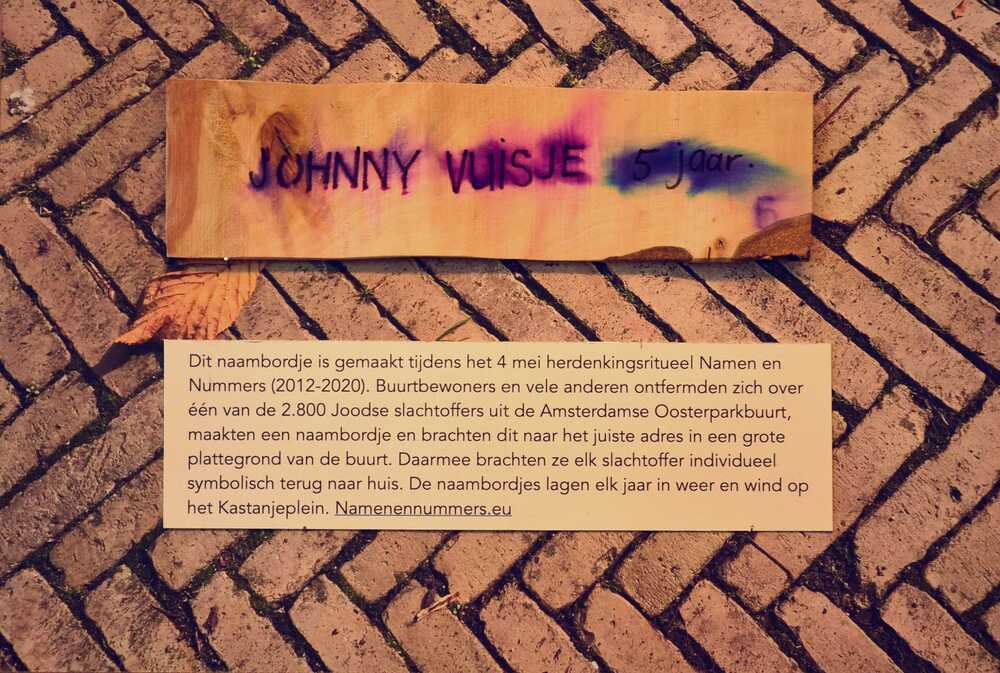 JOHNNY VUISJE 5 jaar.
6
Dit naambordje is gemaakt tijdens het 4 mei herdenkingsritueel Namen en
Nummers (2012-2020). Buurtbewoners en vele anderen ontfermden zich over
één van de 2.800 Joodse slachtoffers uit de Amsterdamse Oosterparkbuurt,
maakten een naambordje en brachten dit naar het juiste adres in een grote
plattegrond van de buurt. Daarmee brachten ze elk slachtoffer individueel
symbolisch terug naar huis. De naambordjes lagen elk jaar in weer en wind op
het Kastanjeplein. Namenennummers.eu